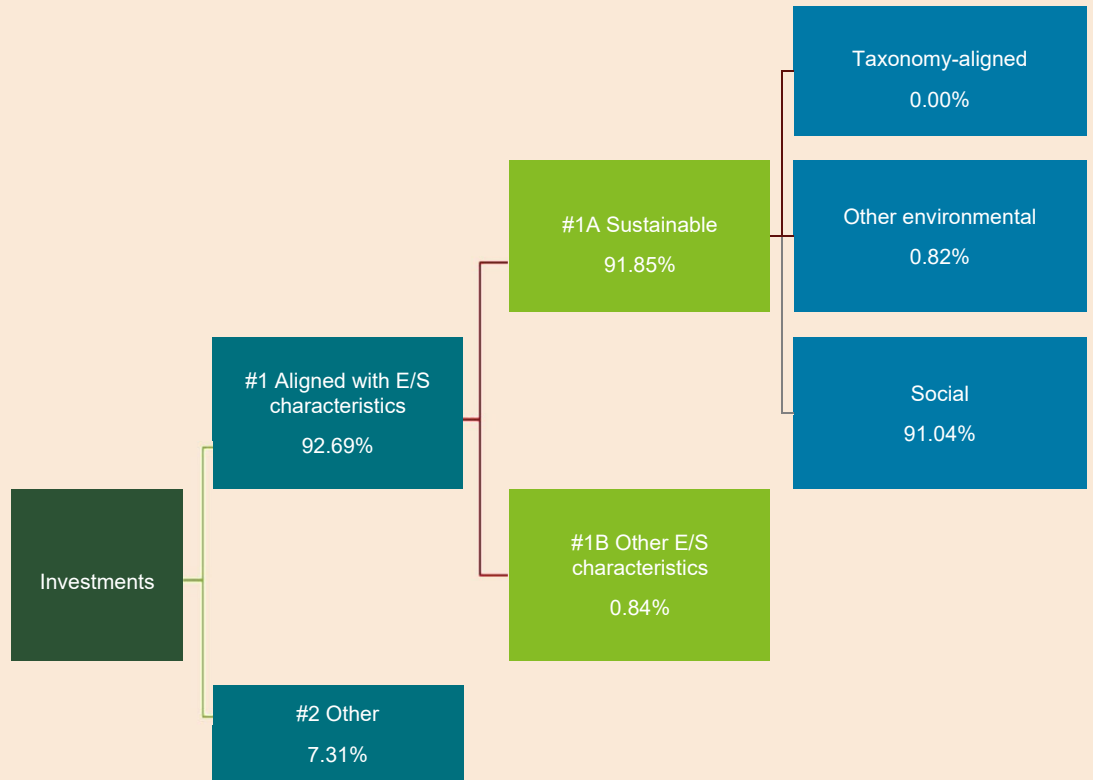 Taxonomy-aligned
0.00%
#1A Sustainable
91.85%
Other environmental
0.82%
#1 Aligned with E/S
characteristics
92.69%
Social
91.04%
Investments
#1B Other E/S
characteristics
0.84%
#2 Other
7.31%